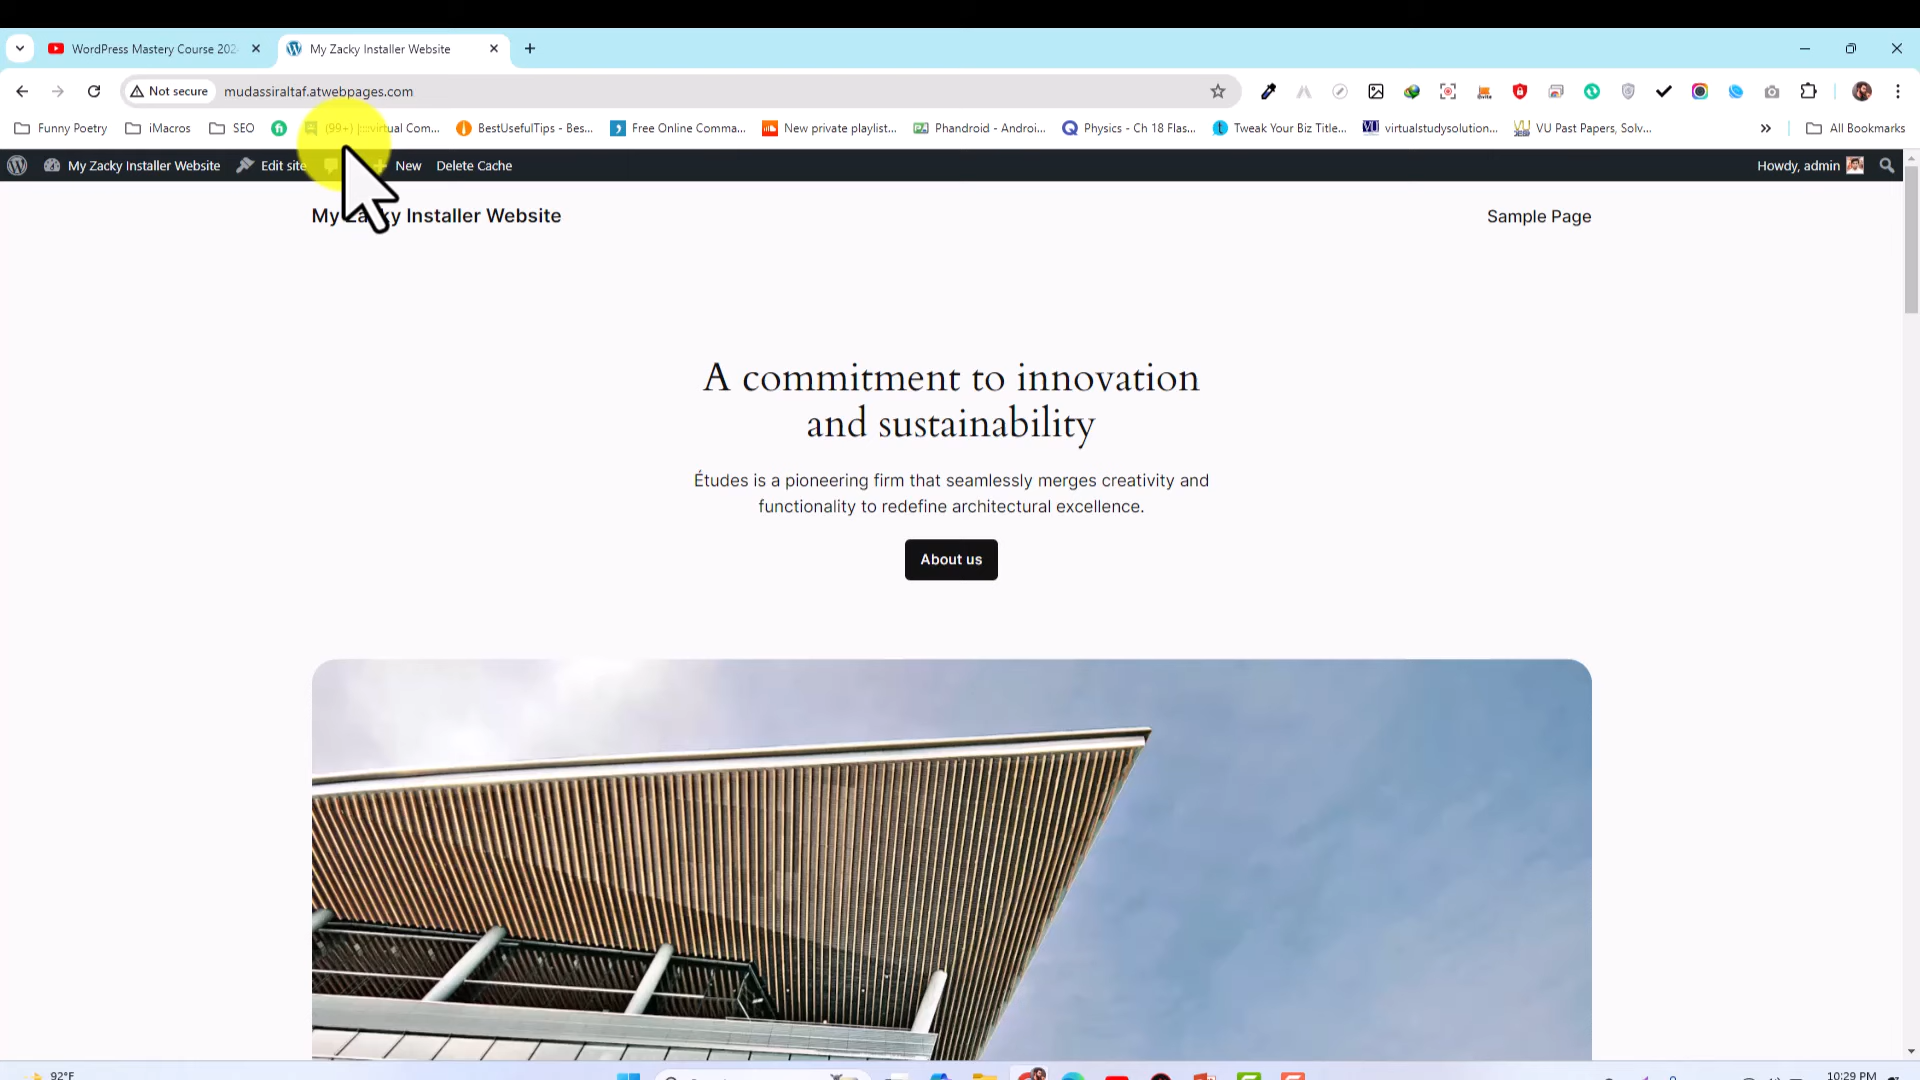 WordPress Mastery Course 202
My Zacky Installer Website
Not secure
mudassiraltaf.atwebpages.com
Funny Poetry
iMacros
SEO
(99+) |::::virtual Com...
BestUsefulTips - Bes...
Free Online Comma...
New private playlist...
Phandroid - Androi...
Physics - Ch 18 Flas...
Tweak Your Biz Title...
virtualstudysolution...
VU Past Papers, Solv...
All Bookmarks
My Zacky Installer Website
Edit site
New
Delete Cache
Howdy, admin
My Zacky Installer Website
Sample Page
A commitment to innovation
and sustainability
Études is a pioneering firm that seamlessly merges creativity and
functionality to redefine architectural excellence.
About us
92°F
10:29 PM